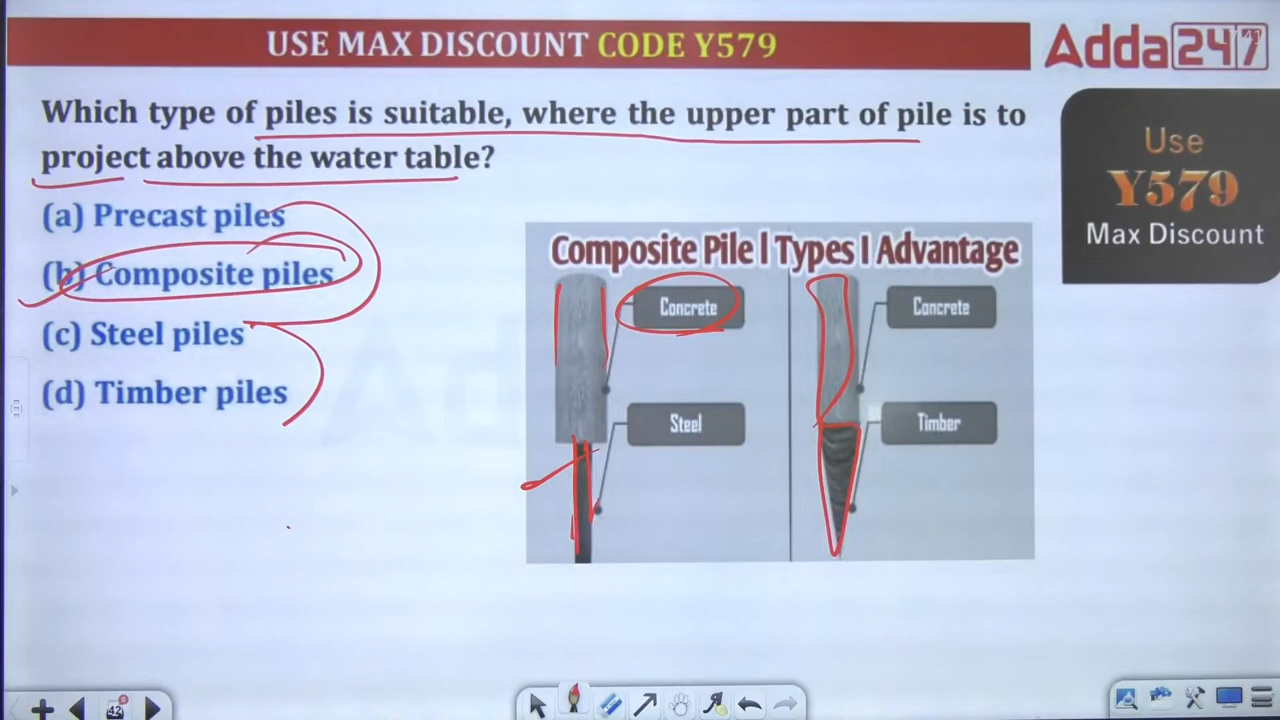 USE MAX DISCOUNT CODE Y579
Adda247
Which type of piles is suitable, where the upper part of pile is to
project above the water table?
(a) Precast piles
(b) Composite piles
(c) Steel piles
(d) Timber piles
Use
Y579
Max Discount
Composite Pile | Types | Advantage
Concrete
Steel
Concrete
Timber
42